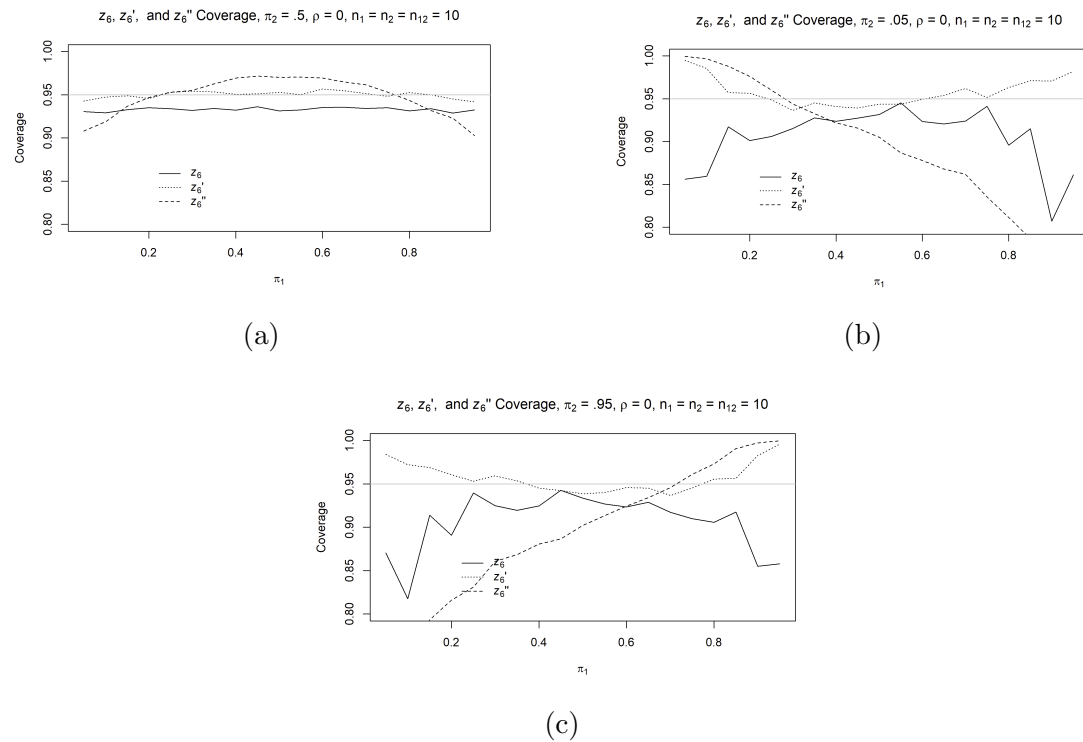 z6, z6', and z6'' Coverage, π2 = .5, ρ = 0, n1 = n2 = n12 = 10
Coverage
1.00
0.95
0.90
0.85
0.80
z6
z6'
z6''
0.2 0.4 0.6 0.8
π1
(a)
z6, z6', and z6'' Coverage, π2 = .05, ρ = 0, n1 = n2 = n12 = 10
Coverage
1.00
0.95
0.90
0.85
0.80
z6
z6'
z6''
0.2 0.4 0.6 0.8
π1
(b)
z6, z6', and z6'' Coverage, π2 = .95, ρ = 0, n1 = n2 = n12 = 10
Coverage
1.00
0.95
0.90
0.85
0.80
z6
z6'
z6''
0.2 0.4 0.6 0.8
π1
(c)